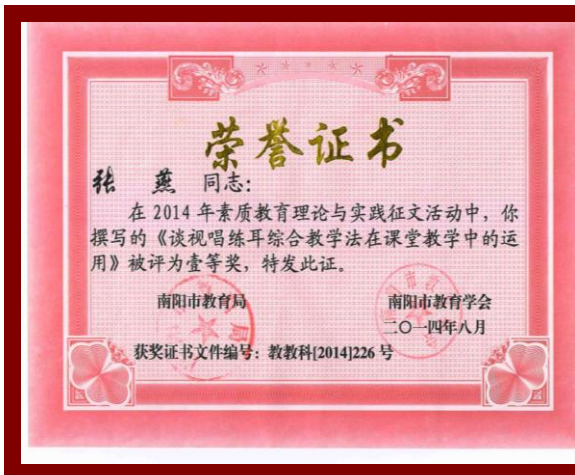 荣誉证书
张 燕 同志:
在 2014 年素质教育理论与实践征文活动中，你
撰写的《谈视唱练耳综合教学法在课堂教学中的运
用》被评为壹等奖，特发此证。
南阳市教育局 南阳市教育学会
二〇一四年八月
获奖证书文件编号：教教科[2014]226 号